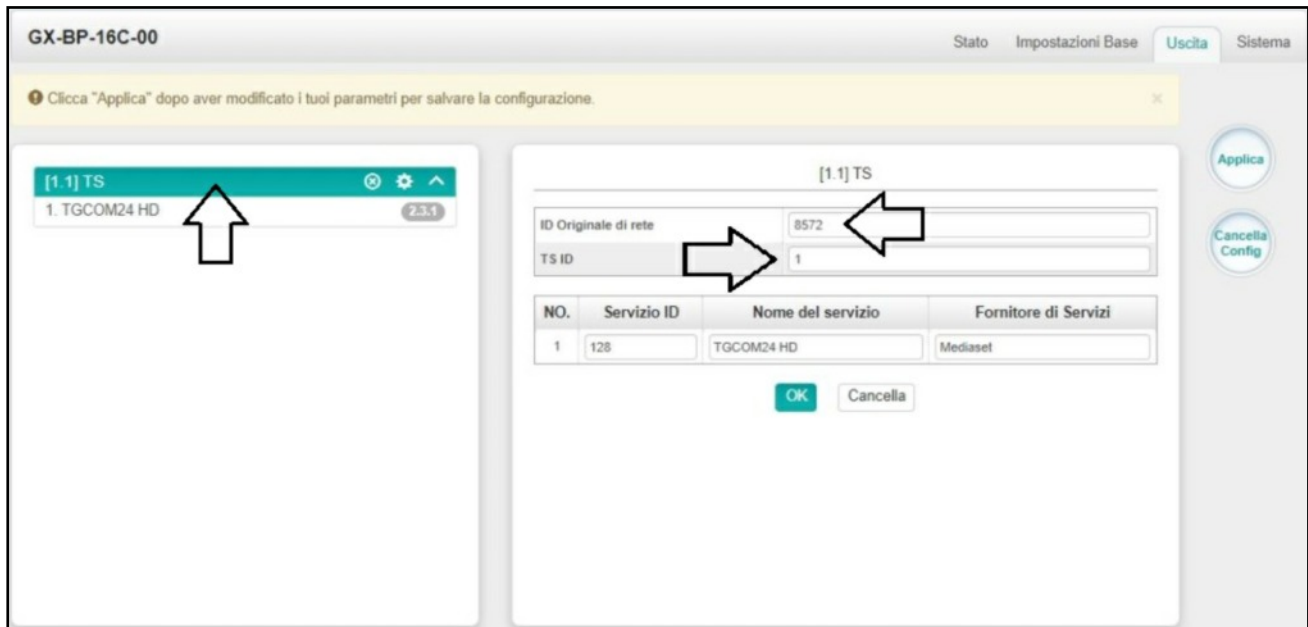 GX-BP-16C-00
Stato Impostazioni Base Uscita Sistema
Clicca "Applica" dopo aver modificato i tuoi parametri per salvare la configurazione.
[1.1] TS
1. TGCOM24 HD 2.3.1
[1.1] TS
ID Originale di rete 8572
TS ID 1
NO. Servizio ID Nome del servizio Fornitore di Servizi
1 128 TGCOM24 HD Mediaset
OK Cancella
Applica
Cancella
Config